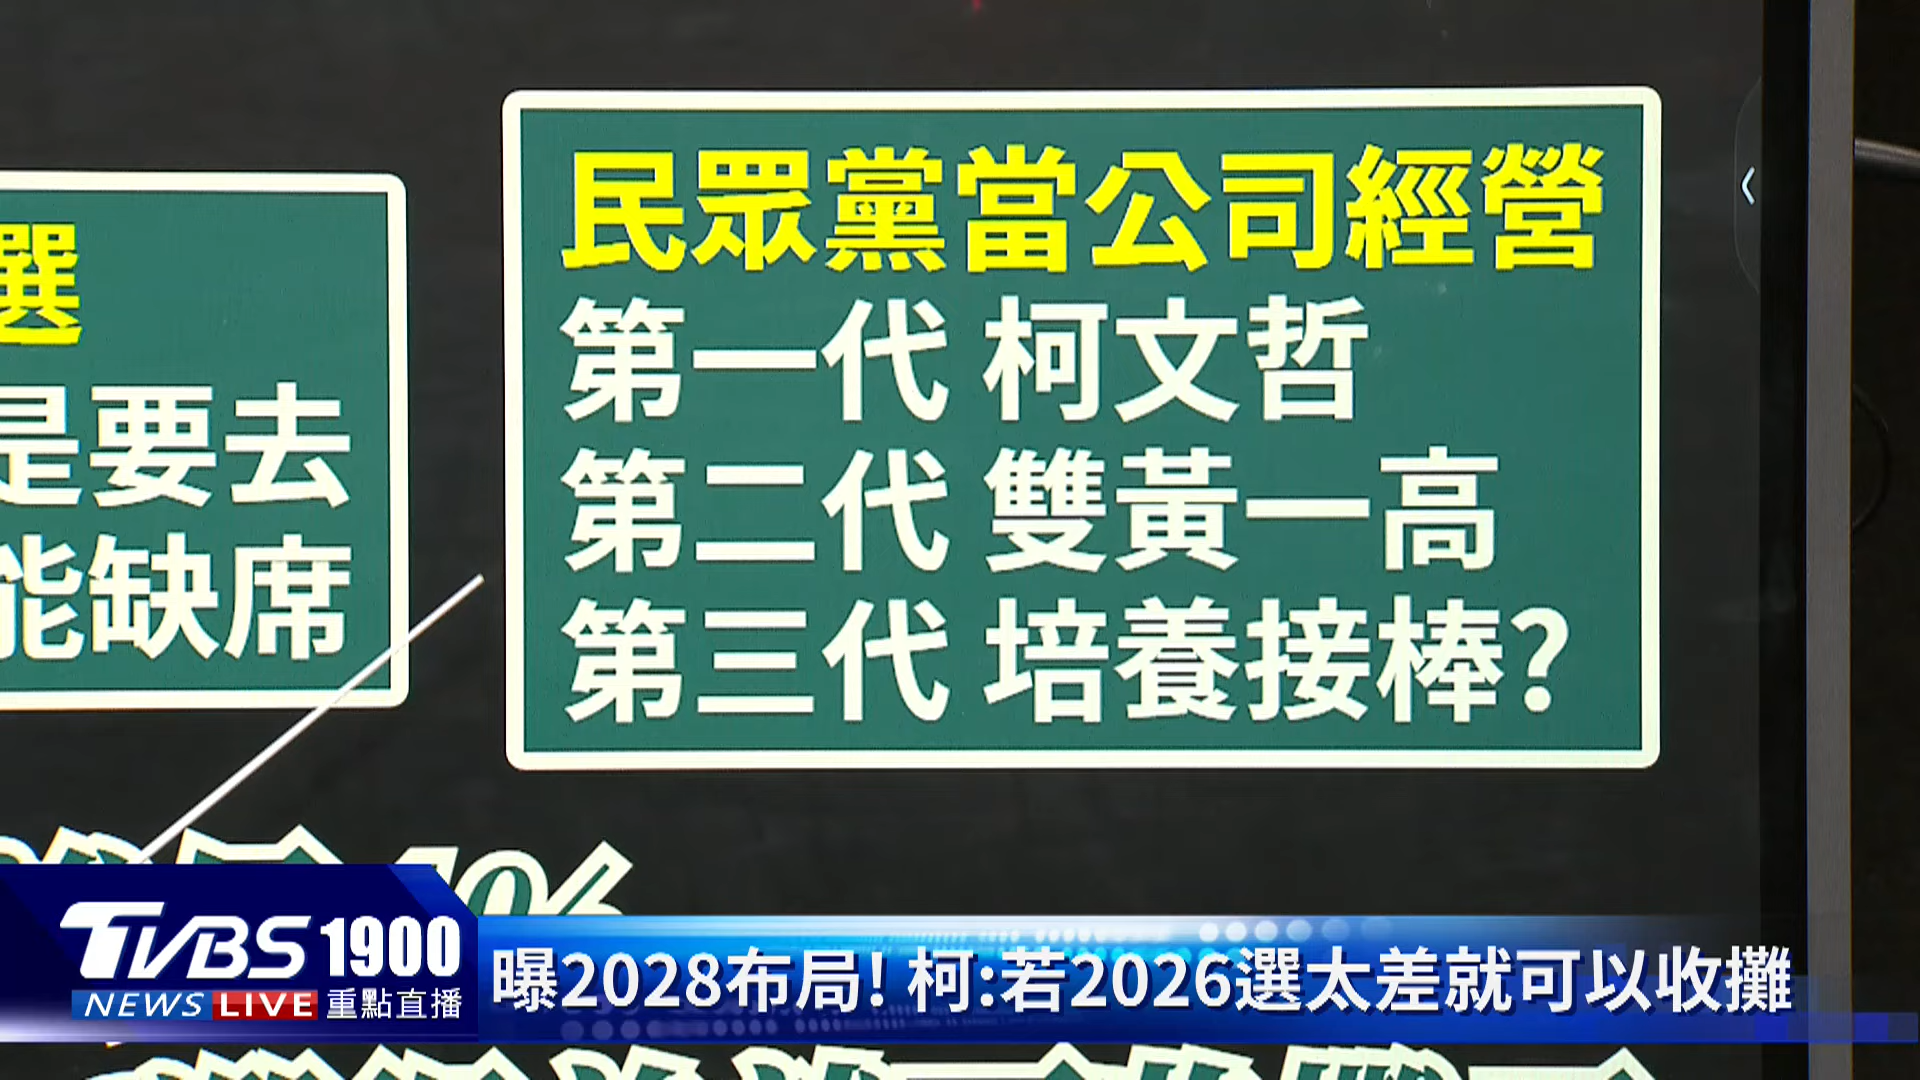 選
是要去
能缺席
民眾黨當公司經營
第一代 柯文哲
第二代 雙黃一高
第三代 培養接棒?
TVBS 1900
NEWS LIVE 重點直播
曝2028布局! 柯:若2026選太差就可以收攤